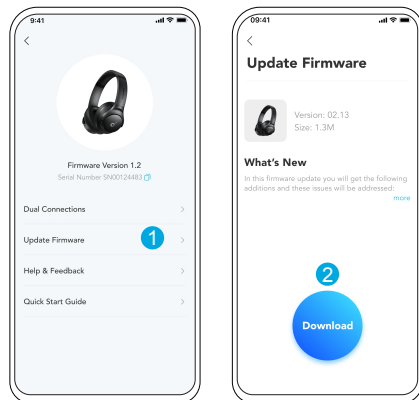 9:41
Firmware Version 1.2
Serial Number SN00124483
Dual Connections
Update Firmware
1
Help & Feedback
Quick Start Guide
09:41
Update Firmware
Version: 02.13
Size: 1.3M
What's New
In this firmware update you will get the following
additions and these issues will be addressed:
more
2
Download